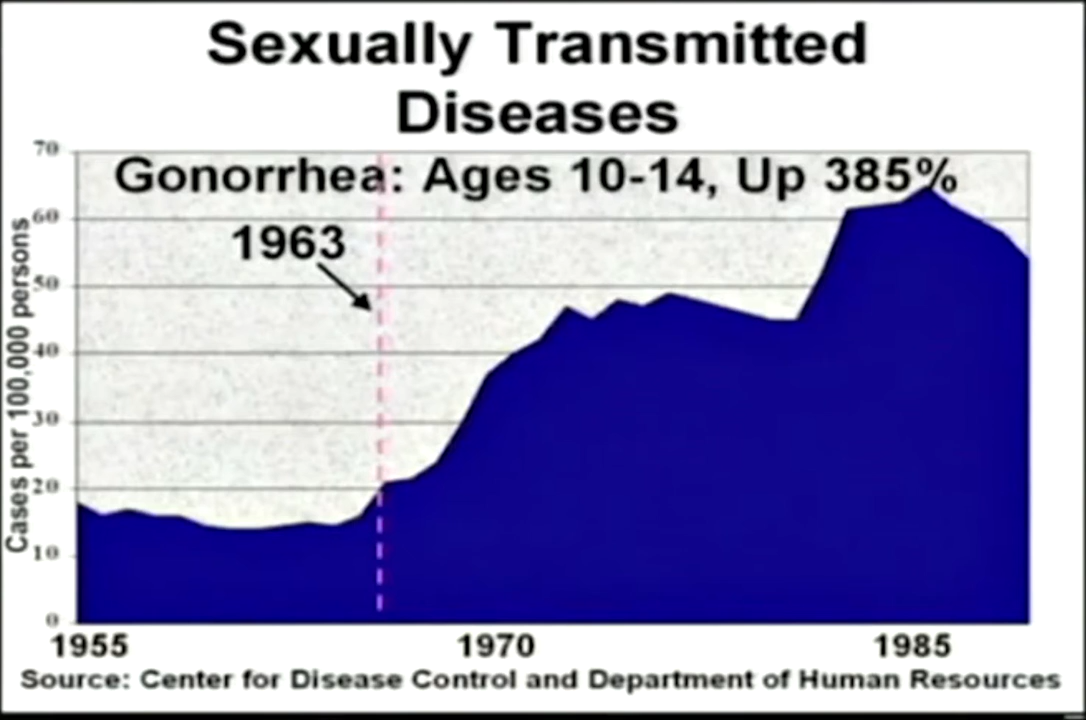 Sexually Transmitted
Diseases
Gonorrhea: Ages 10-14, Up 385%
1963
Cases per 100,000 persons
70
60
50
40
30
20
10
0
1955 1970 1985
Source: Center for Disease Control and Department of Human Resources